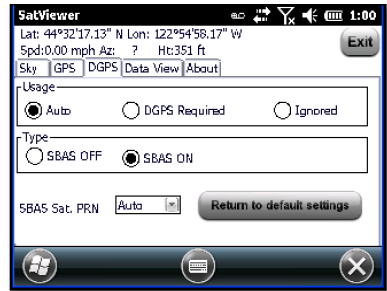 SatViewer 1:00
Lat: 44°32'17.13" N Lon: 122°54'58.17" W
Spd:0.00 mph Az: ? Ht:351 ft
Exit
Sky GPS DGPS Data View About
Usage
Auto DGPS Required Ignored
Type
SBAS OFF SBAS ON
SBAS Sat. PRN Auto Return to default settings